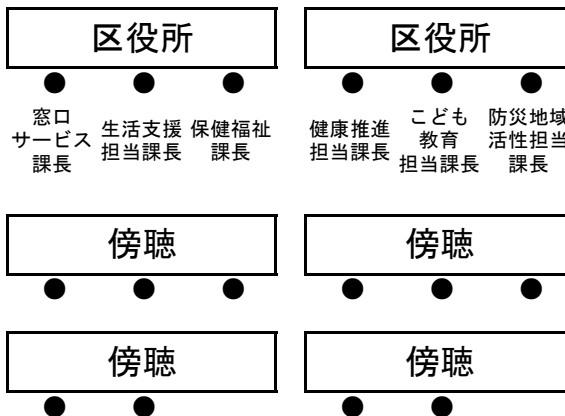 区役所
区役所
窓口
サービス
課長
生活支援
担当課長
保健福祉
課長
健康推進
担当課長
こども
教育
担当課長
防災地域
活性担当
課長
傍聴
傍聴
傍聴
傍聴